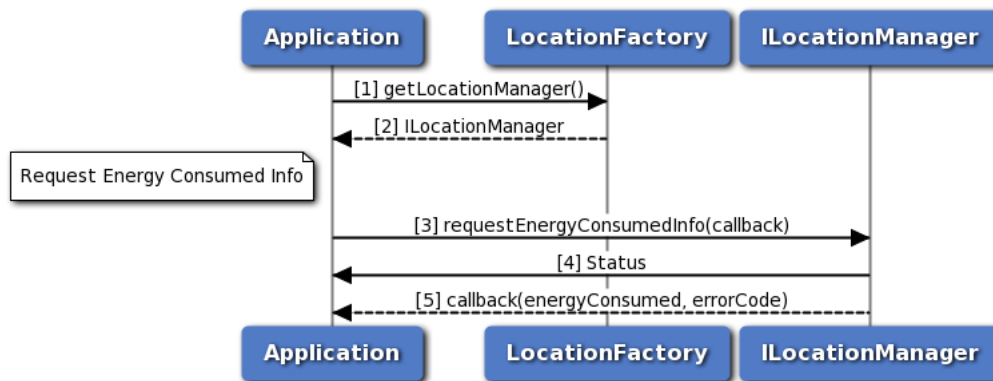 Application
LocationFactory
ILocationManager
[1] getLocationManager()
[2] ILocationManager
Request Energy Consumed Info
[3] requestEnergyConsumedInfo(callback)
[4] Status
[5] callback(energyConsumed, errorCode)
Application
LocationFactory
ILocationManager